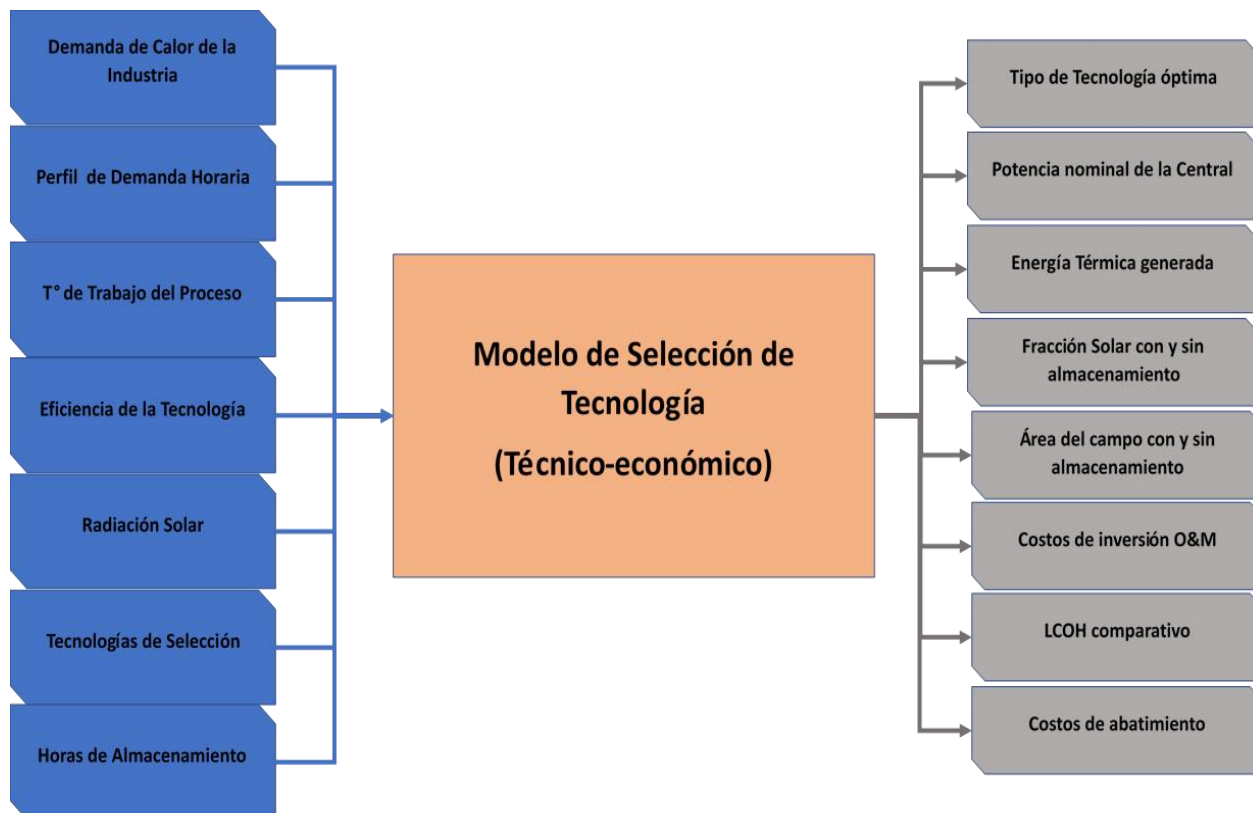 Demanda de Calor de la
Industria
Perfil de Demanda Horaria
T° de Trabajo del Proceso
Eficiencia de la Tecnología
Radiación Solar
Tecnologías de Selección
Horas de Almacenamiento
Modelo de Selección de
Tecnología
(Técnico-económico)
Tipo de Tecnología óptima
Potencia nominal de la Central
Energía Térmica generada
Fracción Solar con y sin
almacenamiento
Área del campo con y sin
almacenamiento
Costos de inversión O&M
LCOH comparativo
Costos de abatimiento